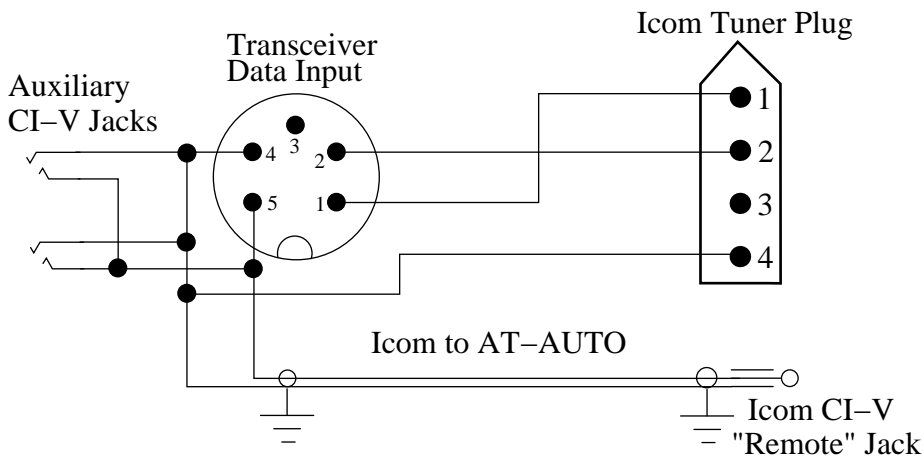 Icom Tuner Plug
Transceiver
Data Input
Auxiliary
CI–V Jacks
1
2
3
4
4
3
2
5
1
Icom to AT–AUTO
Icom CI–V
"Remote" Jack